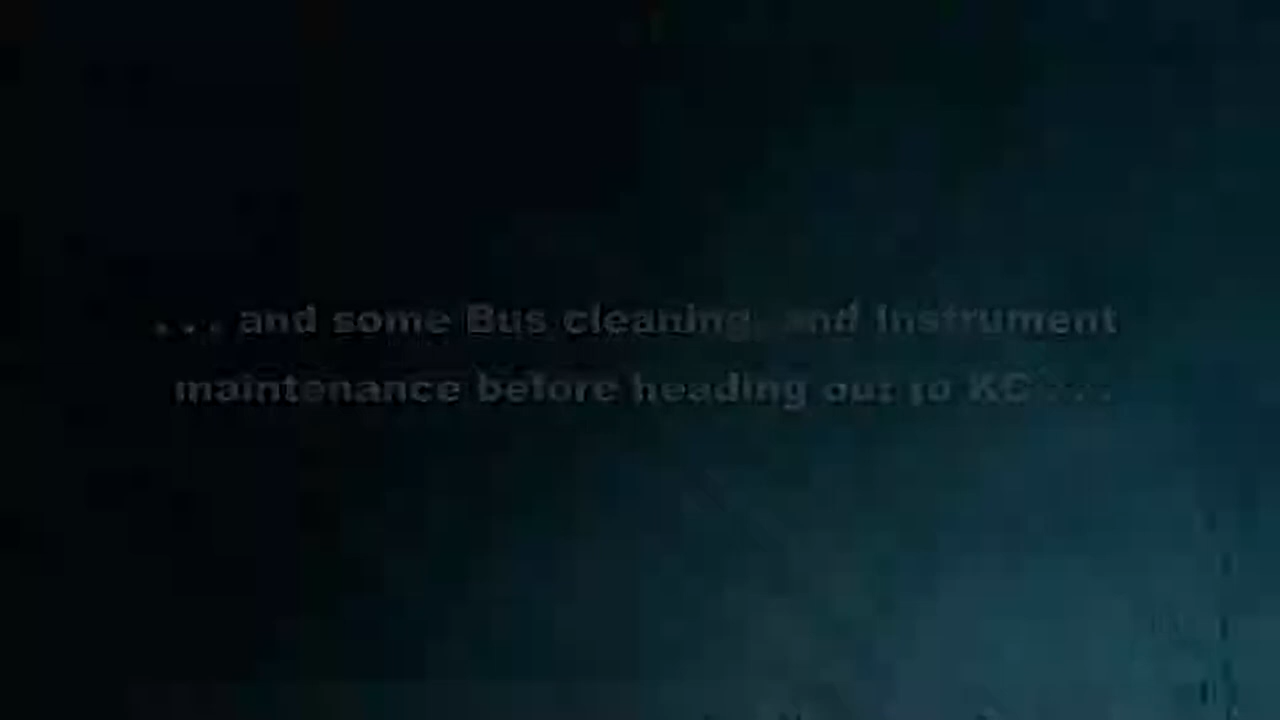 ... and some Bus cleaning, and Instrument
maintenance before heading out to KC ...